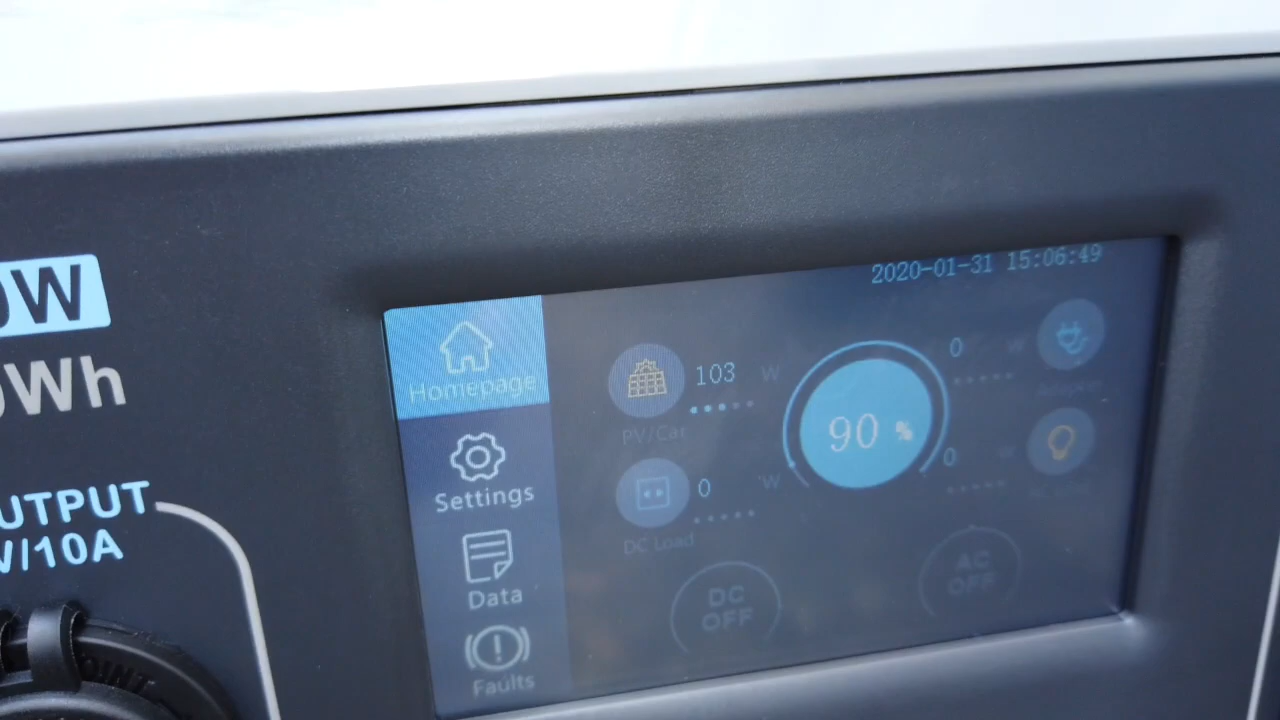 2020-01-31 15:06:49
0W
0Wh
Homepage
103 W
PV/Car
90 %
0 W
Settings
0 W
DC Load
0 W
OUTPUT
V/10A
Data
DC
OFF
AC
OFF
Faults